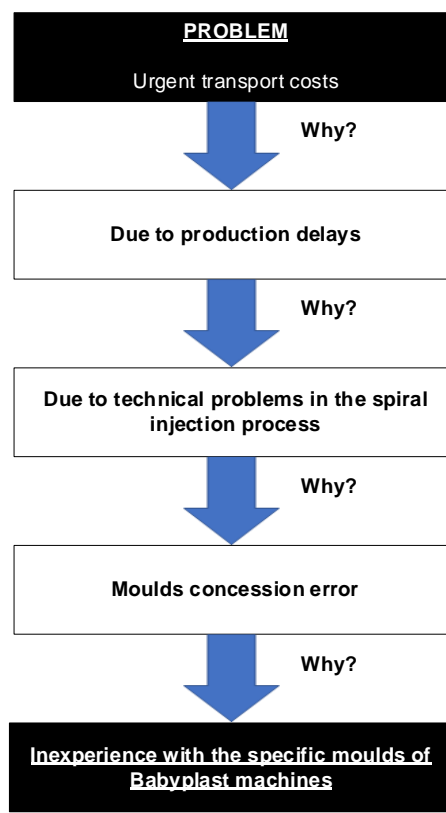 PROBLEM
Urgent transport costs
Why?
Due to production delays
Why?
Due to technical problems in the spiral
injection process
Why?
Moulds concession error
Why?
Inexperience with the specific moulds of
Babyplast machines